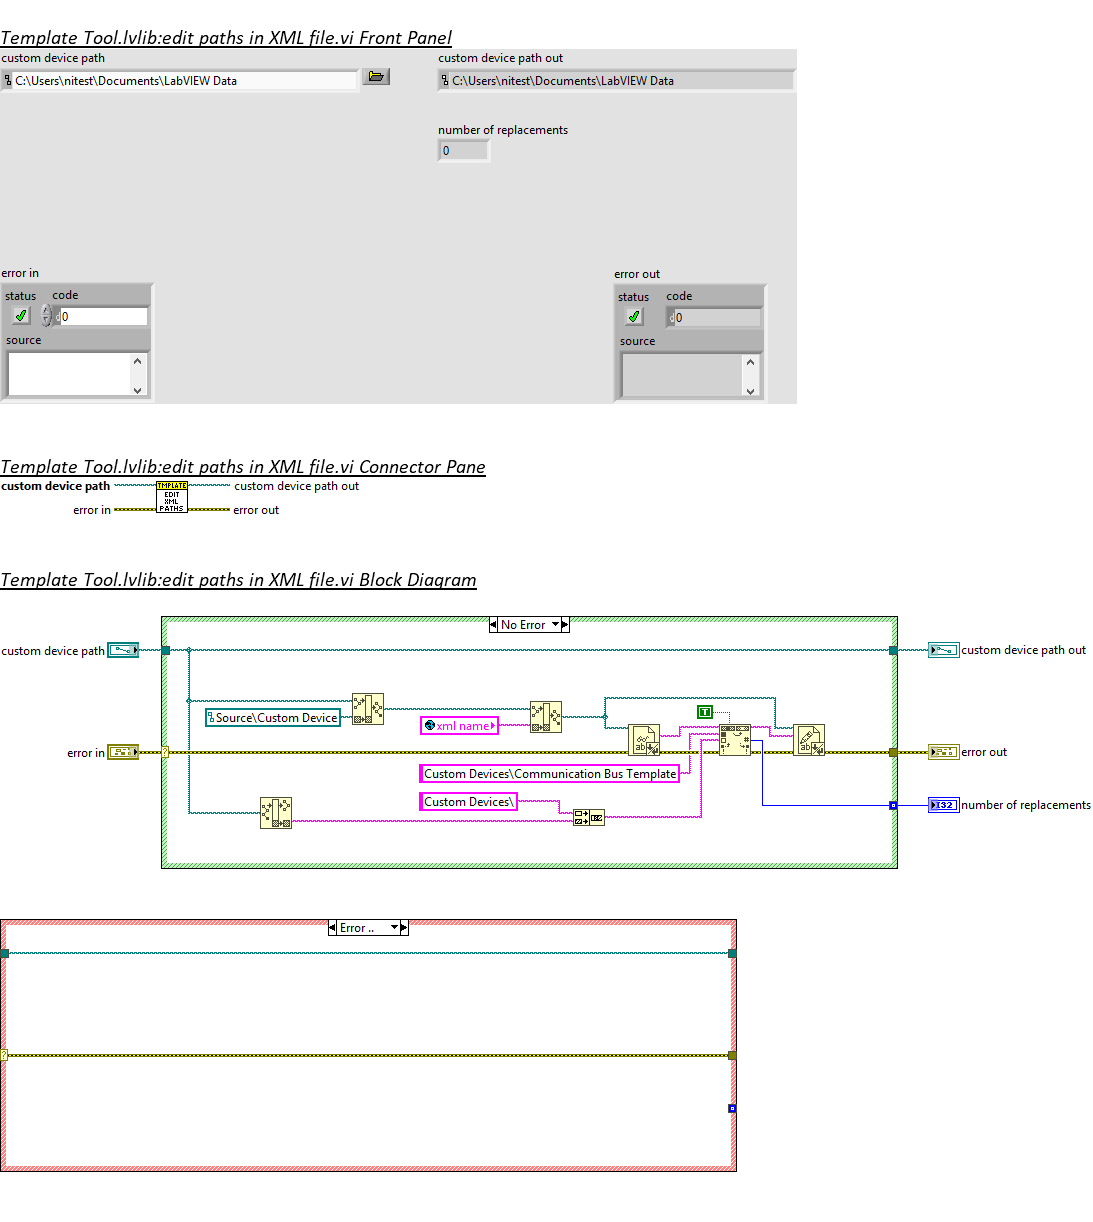 Template Tool.lvlib:edit paths in XML file.vi Front Panel
custom device path
custom device path out
C:\Users\nitest\Documents\LabVIEW Data
C:\Users\nitest\Documents\LabVIEW Data
number of replacements
0
error in
error out
status code
status code
d 0
d 0
source
source
Template Tool.lvlib:edit paths in XML file.vi Connector Pane
custom device path
TMPLATE
EDIT
XML
PATHS
custom device path out
error in
error out
Template Tool.lvlib:edit paths in XML file.vi Block Diagram
No Error
custom device path
custom device path out
Source\Custom Device
xml name
T
ab
#
ab
error in
?
error out
Custom Devices\Communication Bus Template
Custom Devices\
I32
number of replacements
Error ..
?